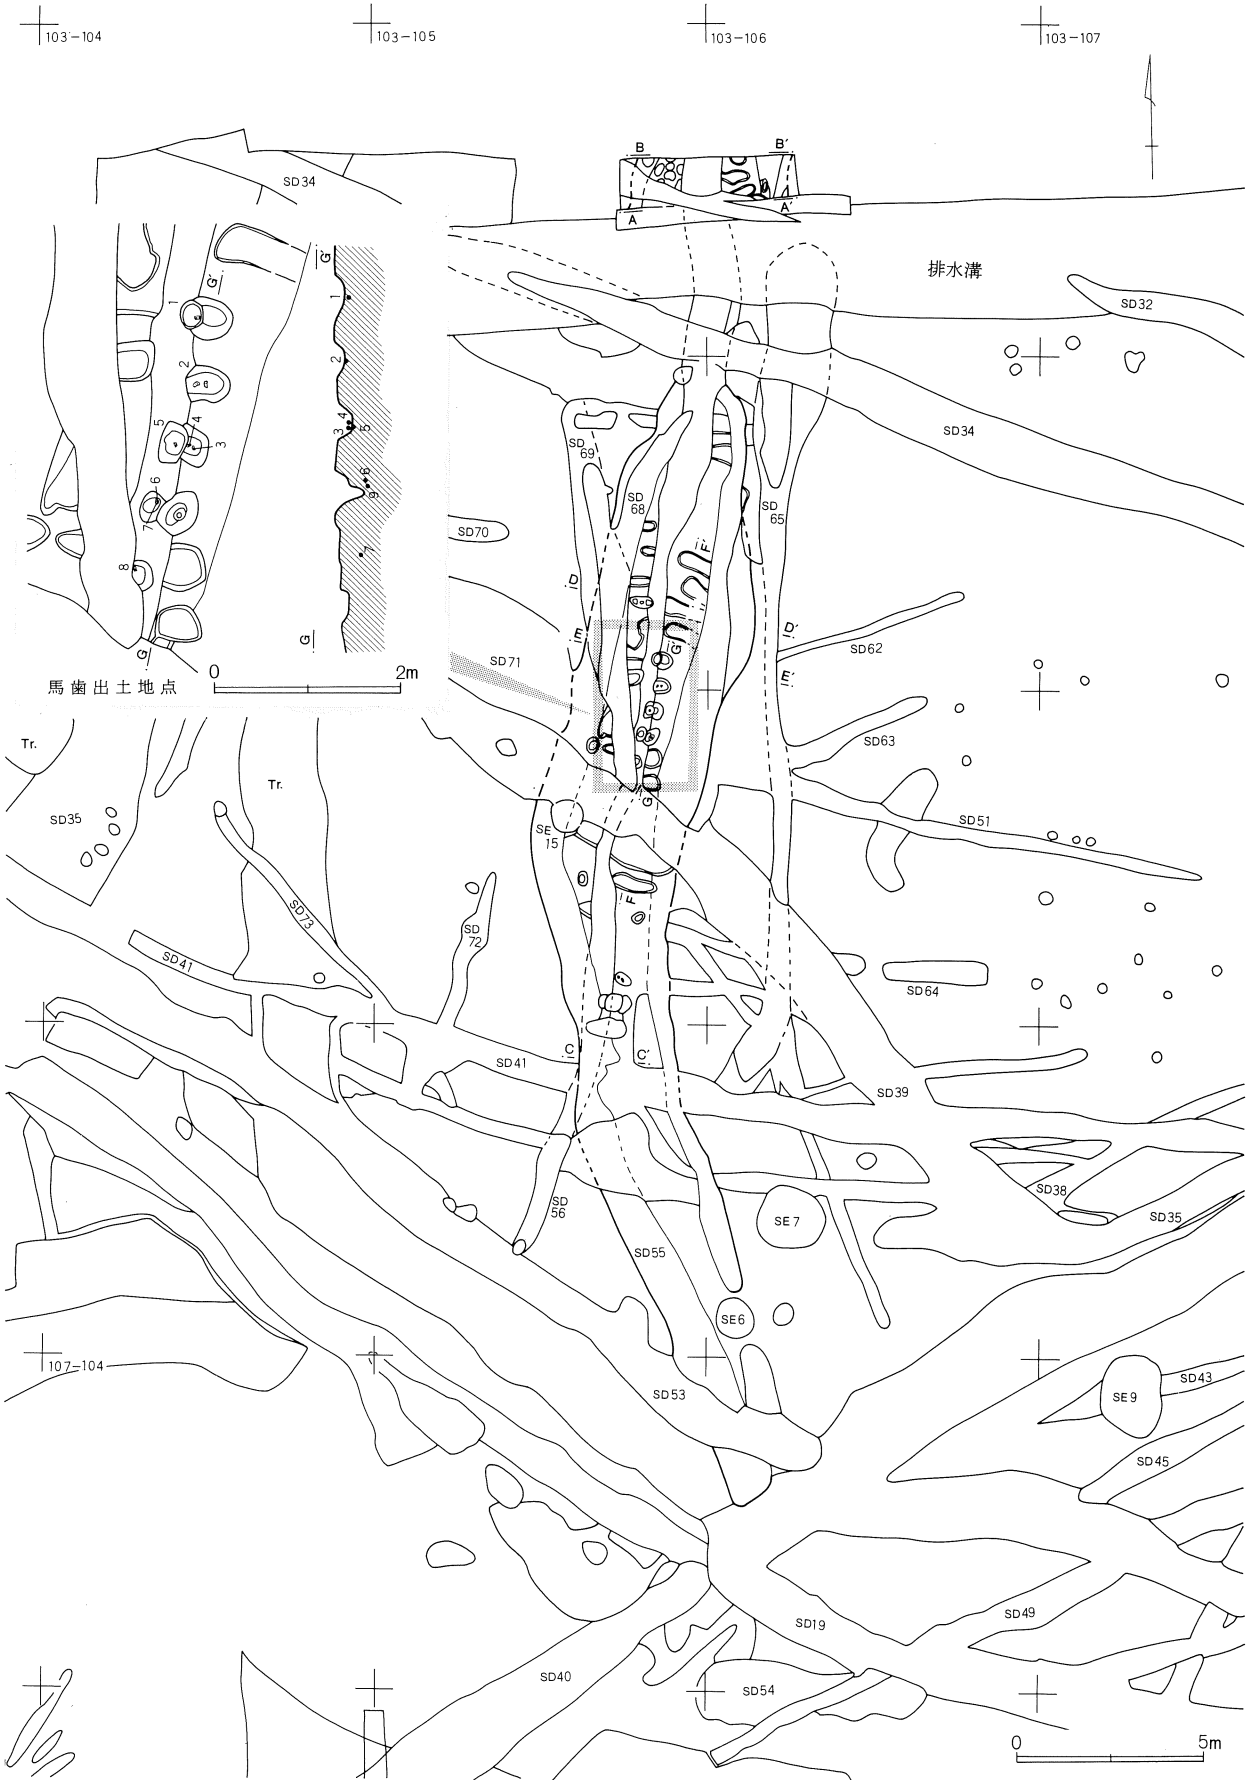 103-104
103-105
103-106
103-107
B
B′
A
A′
SD34
排水溝
SD32
G′
G′
1
1
2
2
5
4
3
4
3
5
6
7
6
9
8
7
G
G
馬歯出土地点
0
2m
SD34
SD
69
SD
68
SD
65
SD70
F′
D
D′
E
E′
G′
SD62
SD71
SD63
Tr.
Tr.
SD35
SD51
G
SE
15
F
SD73
SD
72
SD41
SD64
C
C′
SD41
SD39
SD38
SD35
SD
56
SE7
SD55
SE6
107-104
SD53
SE9
SD43
SD45
SD49
SD19
SD40
SD54
0
5m